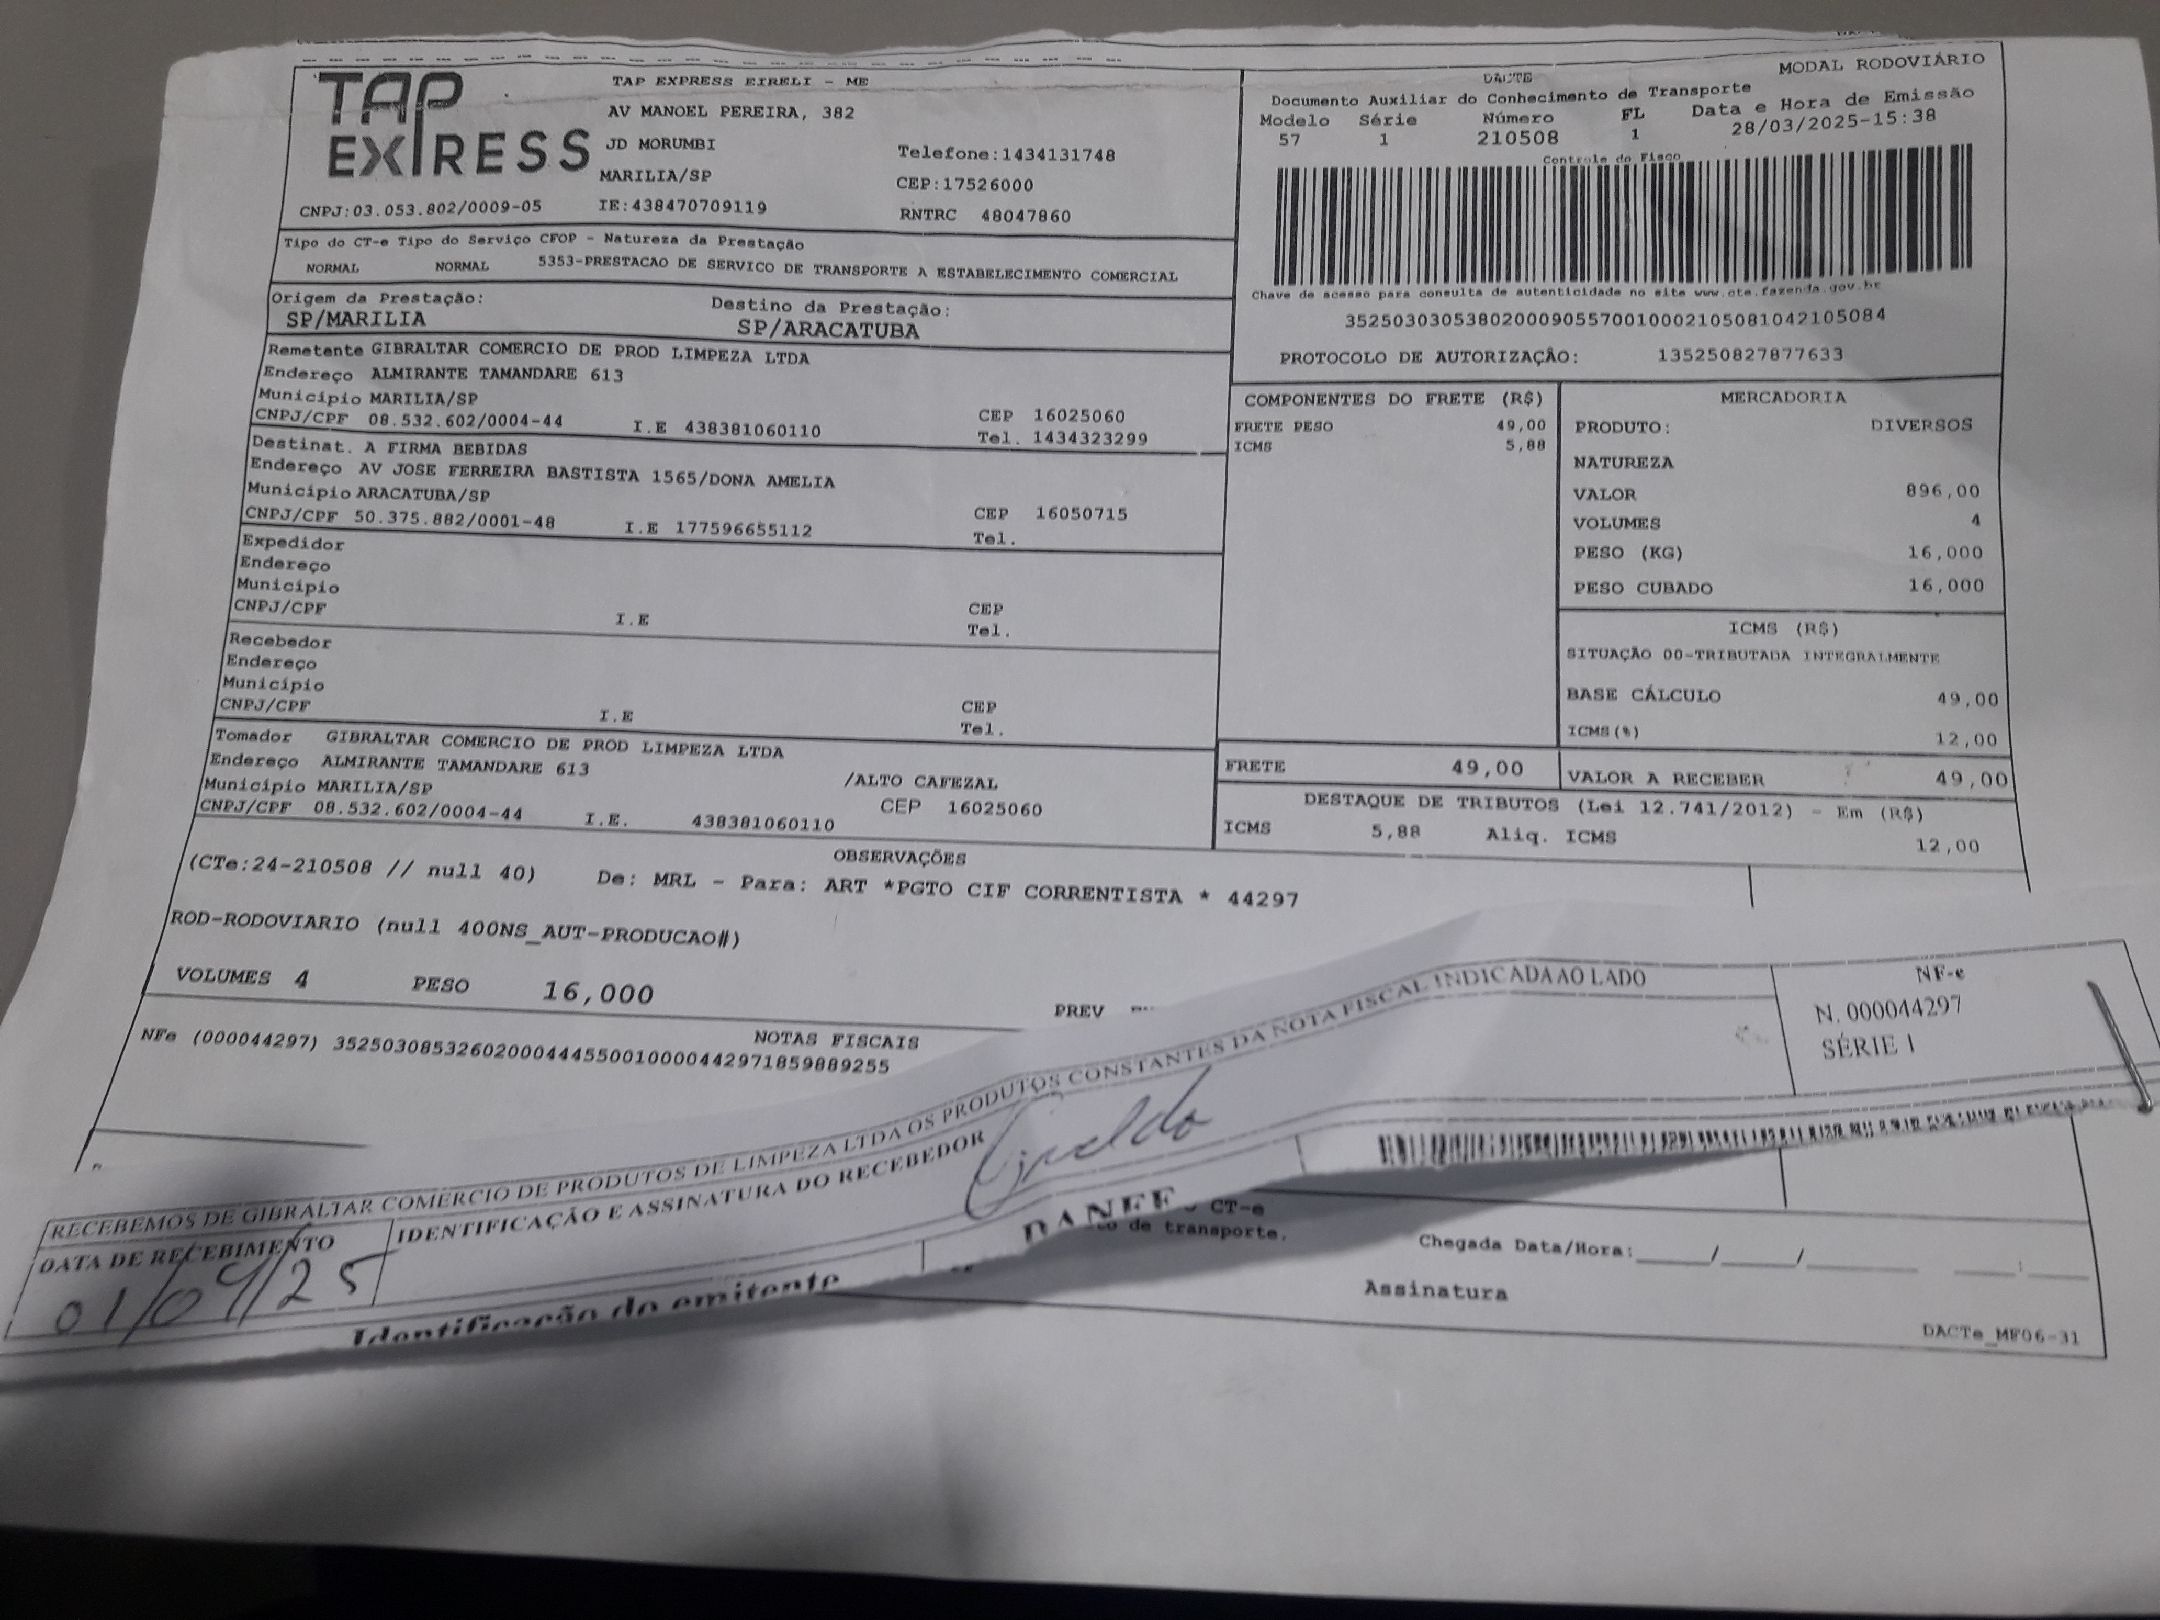 TAP EXPRESS
TAP EXPRESS EIRELI - ME
AV MANOEL PEREIRA, 382
JD MORUMBI
Telefone:1434131748
MARILIA/SP
CEP:17526000
CNPJ:03.053.802/0009-05
IE:438470709119
RNTRC 48047860
DACTE
MODAL RODOVIÁRIO
Documento Auxiliar do Conhecimento de Transporte
Modelo Série Número FL Data e Hora de Emissão
57 1 210508 1 28/03/2025-15:38
Controle do Fisco
Chave de acesso para consulta de autenticidade no site www.cte.fazenda.gov.br
35250303053802000905570010002105081042105084
PROTOCOLO DE AUTORIZAÇÃO: 135250827877633
Tipo do CT-e Tipo do Serviço CFOP - Natureza da Prestação
NORMAL NORMAL 5353-PRESTACAO DE SERVICO DE TRANSPORTE A ESTABELECIMENTO COMERCIAL
Origem da Prestação: Destino da Prestação:
SP/MARILIA SP/ARACATUBA
Remetente GIBRALTAR COMERCIO DE PROD LIMPEZA LTDA
Endereço ALMIRANTE TAMANDARE 613
Município MARILIA/SP CEP 16025060
CNPJ/CPF 08.532.602/0004-44 I.E 438381060110 Tel. 1434323299
Destinat. A FIRMA BEBIDAS
Endereço AV JOSE FERREIRA BASTISTA 1565/DONA AMELIA
Município ARACATUBA/SP CEP 16050715
CNPJ/CPF 50.375.882/0001-48 I.E 177596655112 Tel.
Expedidor
Endereço
Município CEP
CNPJ/CPF I.E Tel.
Recebedor
Endereço
Município CEP
CNPJ/CPF I.E Tel.
Tomador GIBRALTAR COMERCIO DE PROD LIMPEZA LTDA
Endereço ALMIRANTE TAMANDARE 613 /ALTO CAFEZAL
Município MARILIA/SP CEP 16025060
CNPJ/CPF 08.532.602/0004-44 I.E. 438381060110
COMPONENTES DO FRETE (R$)
FRETE PESO 49,00
ICMS 5,88
MERCADORIA
PRODUTO: DIVERSOS
NATUREZA
VALOR 896,00
VOLUMES 4
PESO (KG) 16,000
PESO CUBADO 16,000
ICMS (R$)
SITUAÇÃO 00-TRIBUTADA INTEGRALMENTE
BASE CÁLCULO 49,00
ICMS(%) 12,00
FRETE 49,00 VALOR A RECEBER 49,00
DESTAQUE DE TRIBUTOS (Lei 12.741/2012) - Em (R$)
ICMS 5,88 Aliq. ICMS 12,00
OBSERVAÇÕES
(CTe:24-210508 // null 40) De: MRL - Para: ART *PGTO CIF CORRENTISTA * 44297
ROD-RODOVIARIO (null 400NS_AUT-PRODUCAO#)
VOLUMES 4 PESO 16,000 PREV
NOTAS FISCAIS
NFe (000044297) 35250308532602000444550010000442971859889255
RECEBEMOS DE GIBRALTAR COMERCIO DE PRODUTOS DE LIMPEZA LTDA OS PRODUTOS CONSTANTES DA NOTA FISCAL INDICADA AO LADO
NF-e
N. 000044297
SÉRIE 1
DATA DE RECEBIMENTO
01/04/25
IDENTIFICAÇÃO E ASSINATURA DO RECEBEDOR
Identificação do emitente
DANFE
CT-e
de transporte.
Chegada Data/Hora:____/____/______ ____:____
Assinatura
DACTe_MF06-31